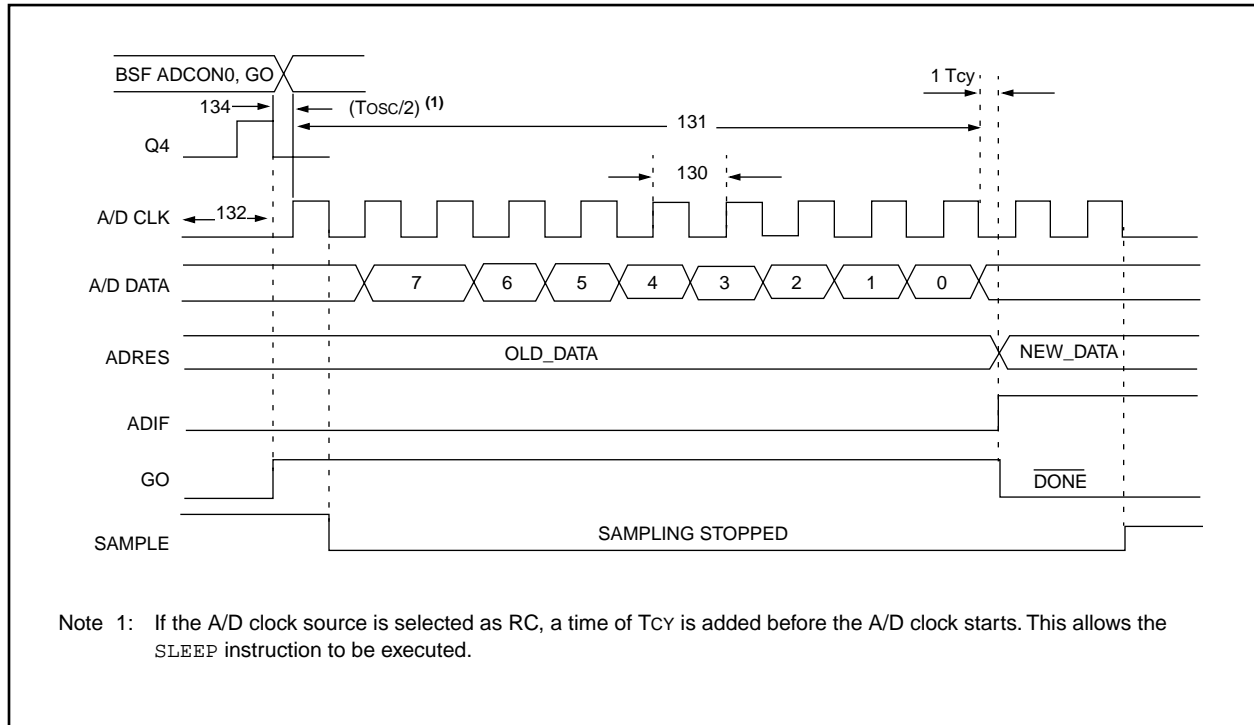 BSF ADCON0, GO
134 (TOSC/2) (1)
1 Tcy
131
Q4
130
A/D CLK
132
A/D DATA 7 6 5 4 3 2 1 0
ADRES OLD_DATA NEW_DATA
ADIF
GO DONE
SAMPLE SAMPLING STOPPED
Note 1: If the A/D clock source is selected as RC, a time of TCY is added before the A/D clock starts. This allows the
SLEEP instruction to be executed.